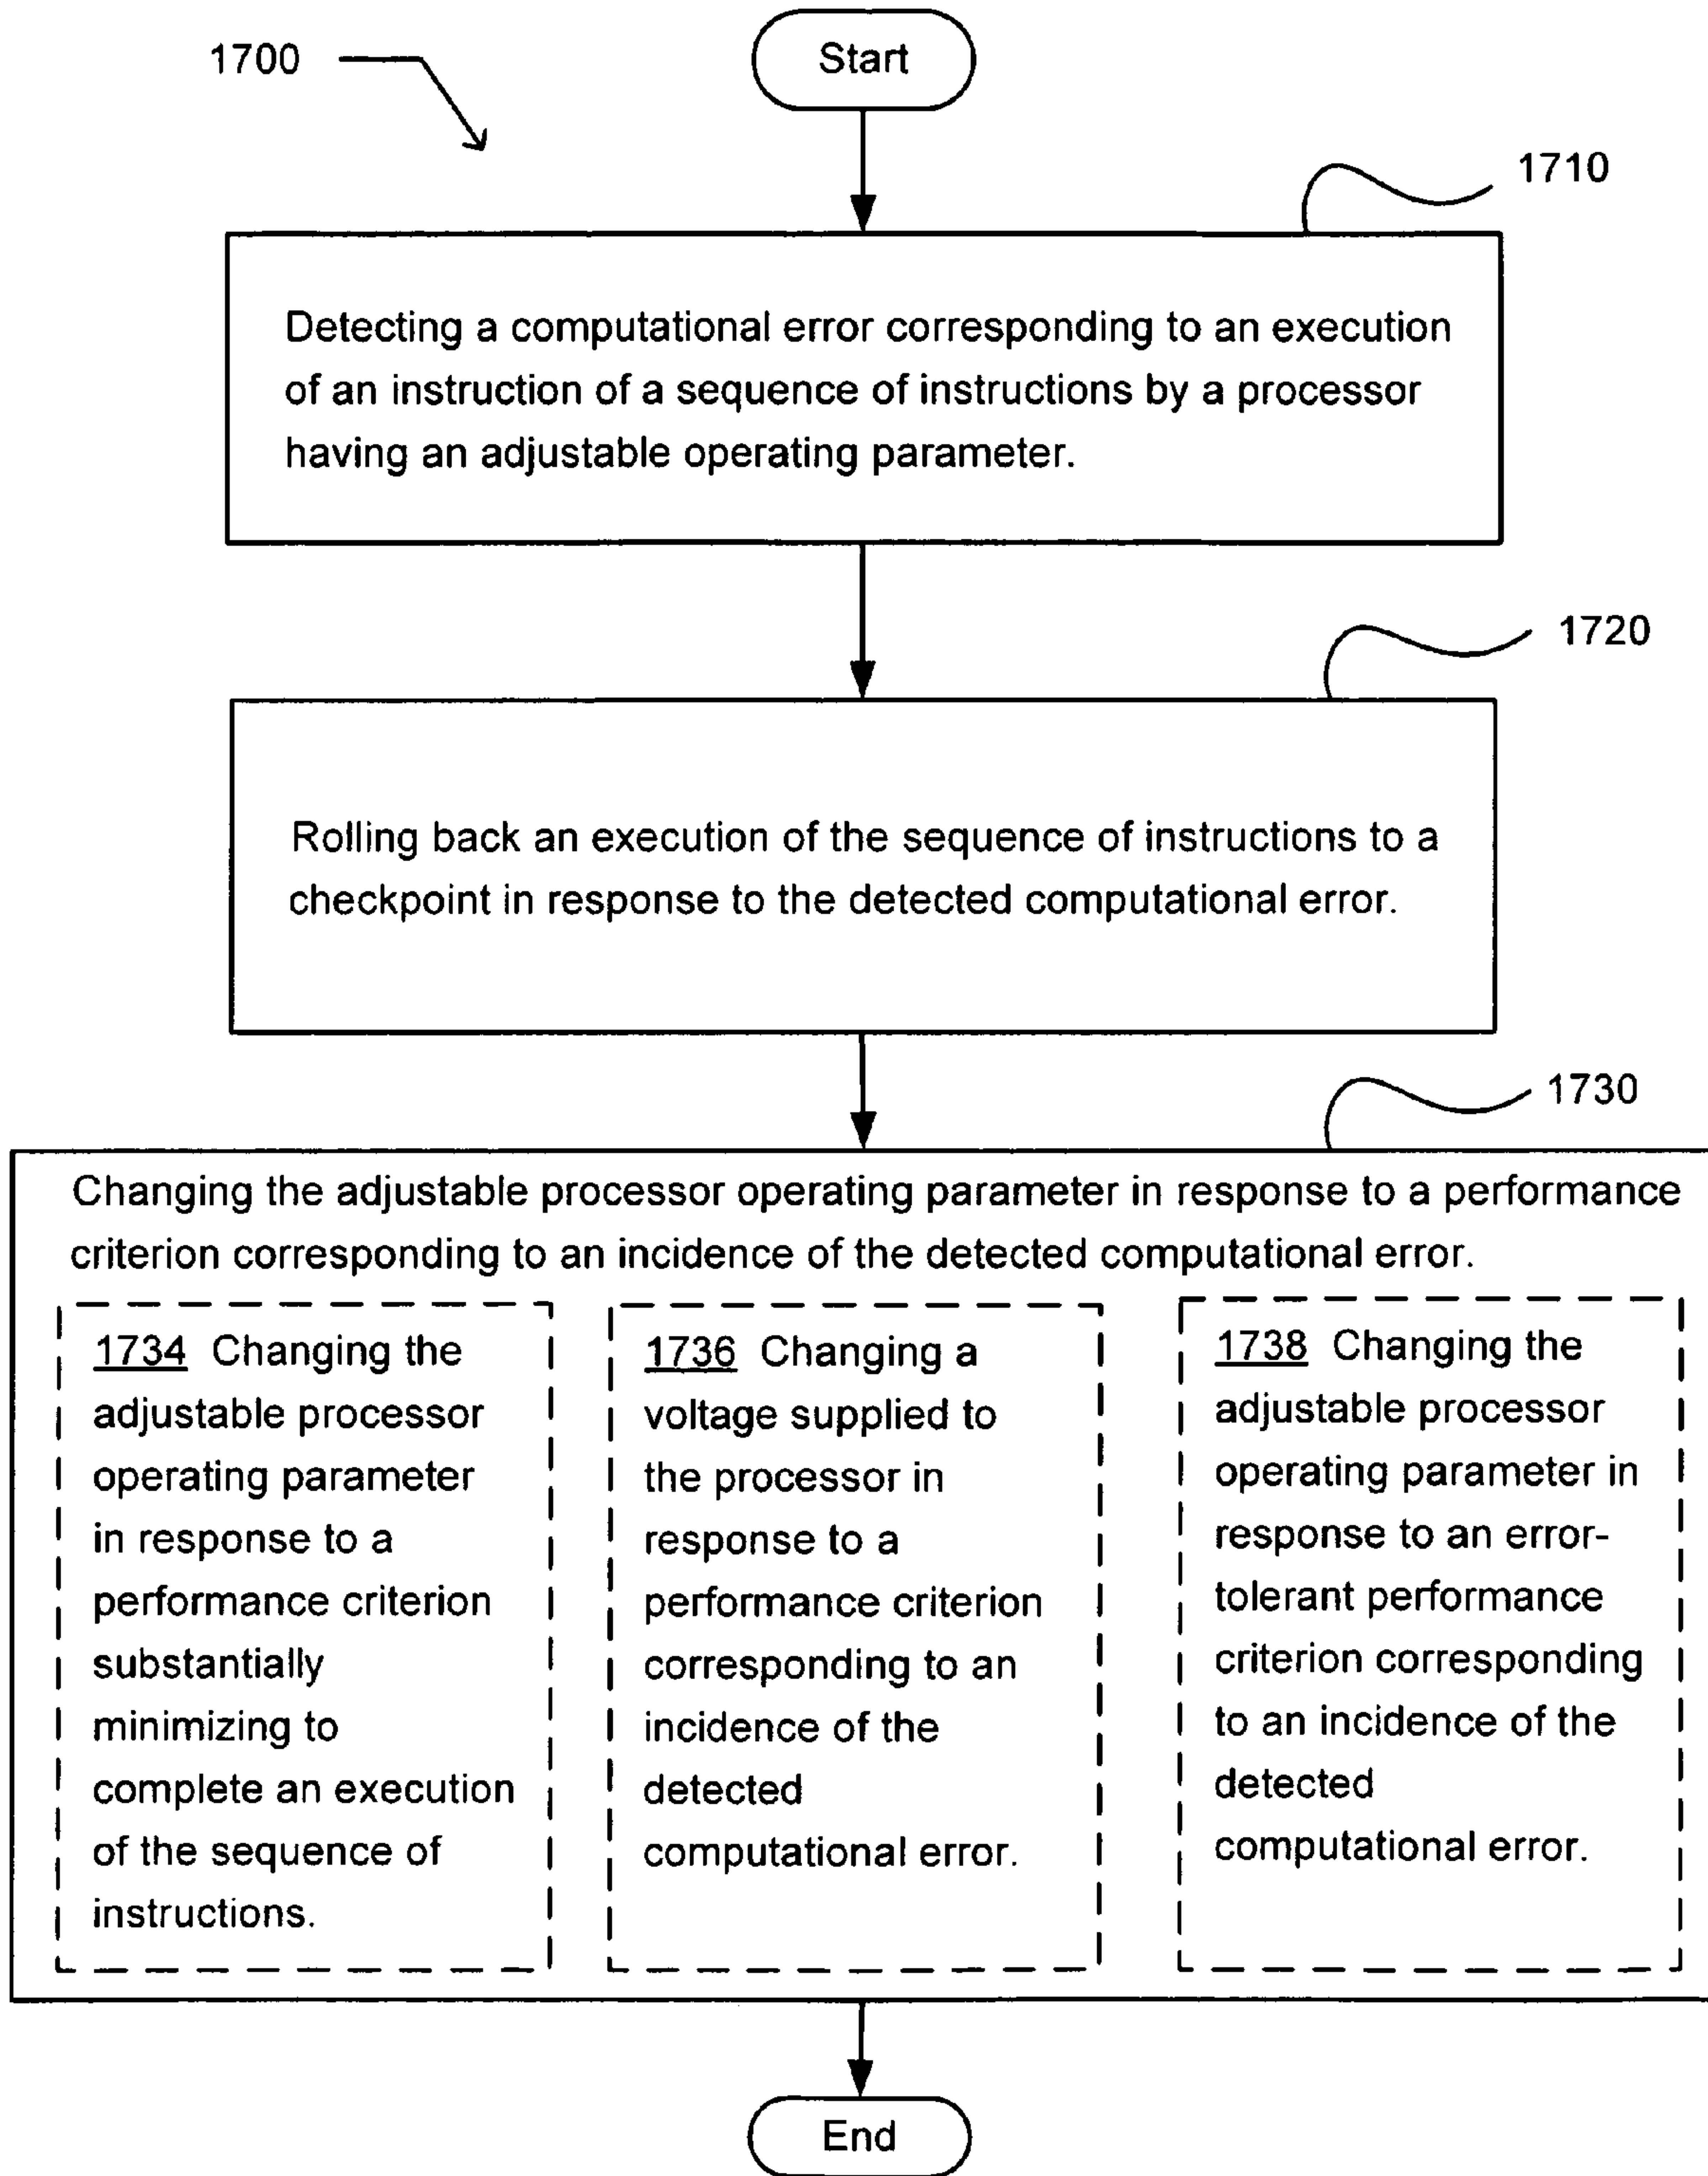 1700
Start
1710
Detecting a computational error corresponding to an execution
of an instruction of a sequence of instructions by a processor
having an adjustable operating parameter.
1720
Rolling back an execution of the sequence of instructions to a
checkpoint in response to the detected computational error.
1730
Changing the adjustable processor operating parameter in response to a performance
criterion corresponding to an incidence of the detected computational error.
1734 Changing the
adjustable processor
operating parameter
in response to a
performance criterion
substantially
minimizing to
complete an execution
of the sequence of
instructions.
1736 Changing a
voltage supplied to
the processor in
response to a
performance criterion
corresponding to an
incidence of the
detected
computational error.
1738 Changing the
adjustable processor
operating parameter in
response to an error-
tolerant performance
criterion corresponding
to an incidence of the
detected
computational error.
End